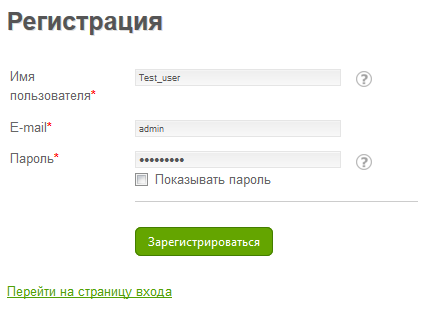 Регистрация
Имя
пользователя*
Test_user
?
E-mail*
admin
Пароль*
•••••••••
?
Показывать пароль
Зарегистрироваться
Перейти на страницу входа